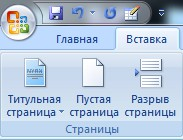 Главная Вставка
Титульная страница
Пустая страница
Разрыв страницы
Страницы